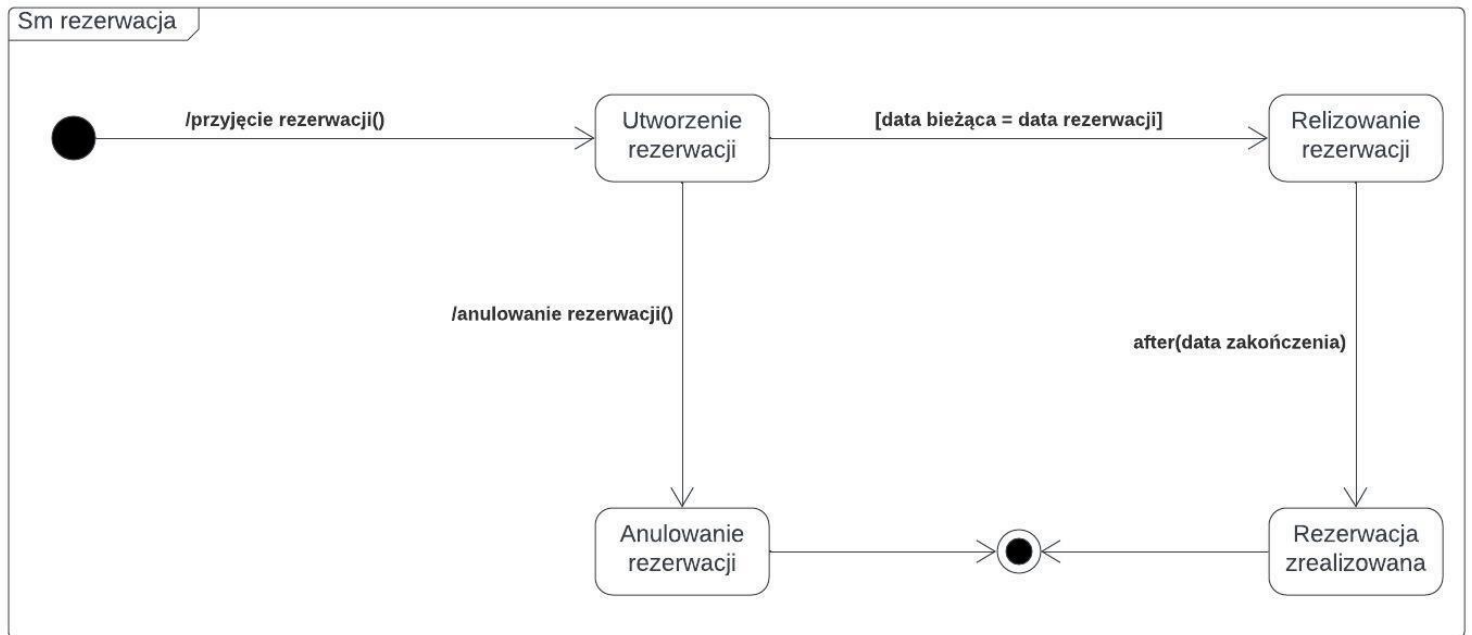 Sm rezerwacja
/przyjęcie rezerwacji()
Utworzenie
rezerwacji
[data bieżąca = data rezerwacji]
Relizowanie
rezerwacji
/anulowanie rezerwacji()
after(data zakończenia)
Anulowanie
rezerwacji
Rezerwacja
zrealizowana